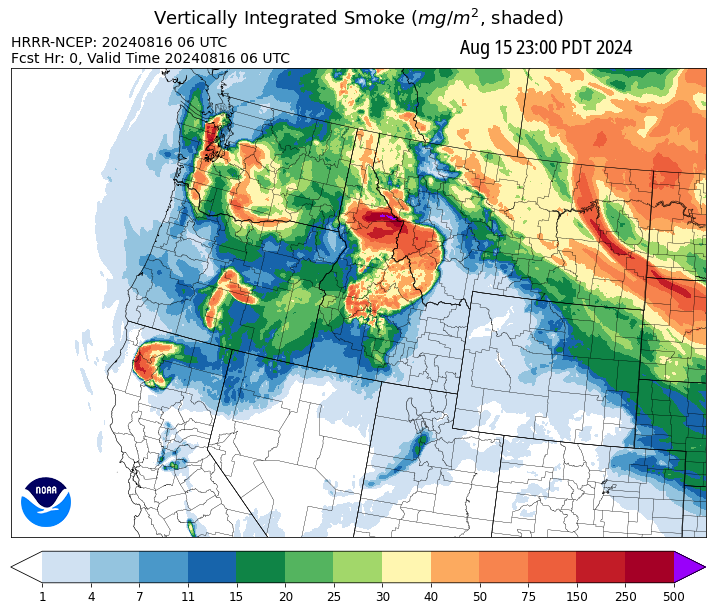 Vertically Integrated Smoke (mg/m², shaded)
HRRR-NCEP: 20240816 06 UTC
Aug 15 23:00 PDT 2024
Fcst Hr: 0, Valid Time 20240816 06 UTC
NOAA
1 4 7 11 15 20 25 30 40 50 75 150 250 500